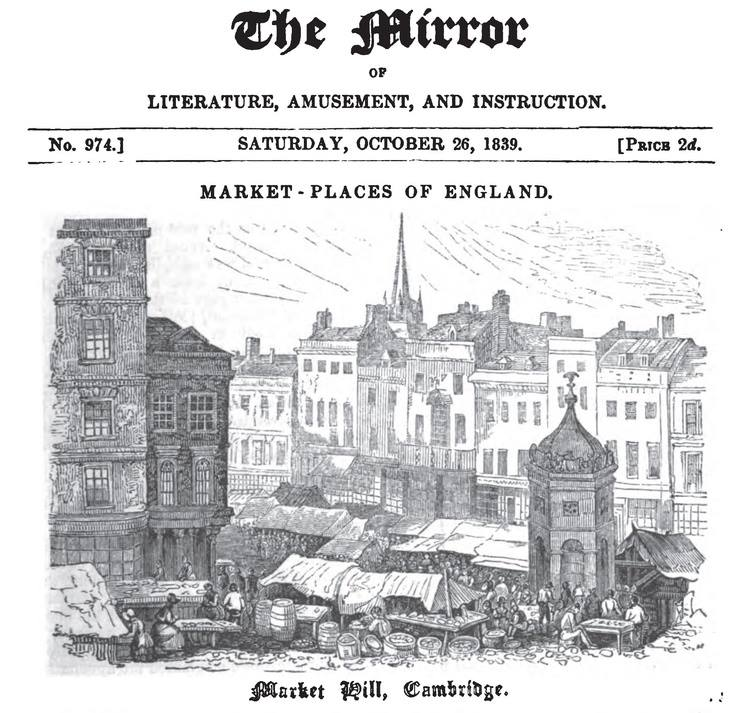 The Mirror
OF
LITERATURE, AMUSEMENT, AND INSTRUCTION.
No. 974.] SATURDAY, OCTOBER 26, 1839. [PRICE 2d.
MARKET-PLACES OF ENGLAND.
Market Hill, Cambridge.